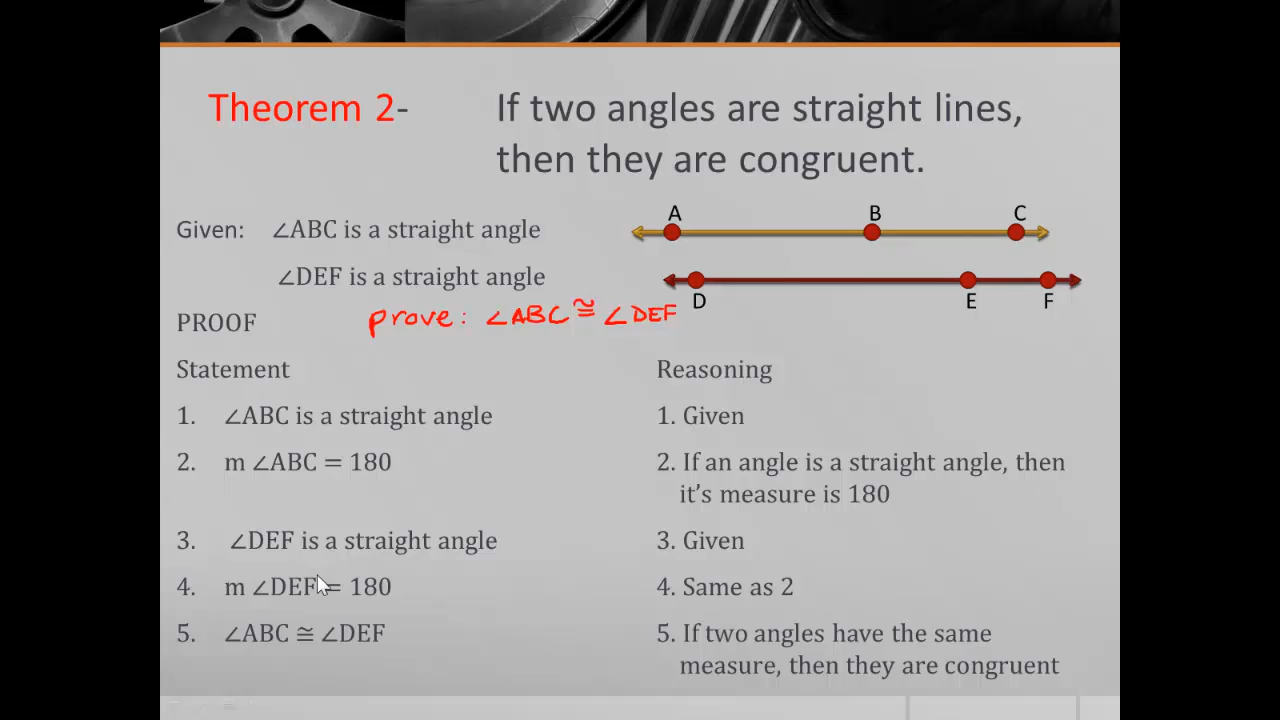 Theorem 2- If two angles are straight lines,
then they are congruent.
Given: ∠ABC is a straight angle
A B C
∠DEF is a straight angle
D E F
PROOF prove: ∠ABC ≅ ∠DEF
Statement Reasoning
1. ∠ABC is a straight angle 1. Given
2. m ∠ABC = 180 2. If an angle is a straight angle, then
it's measure is 180
3. ∠DEF is a straight angle 3. Given
4. m ∠DEF = 180 4. Same as 2
5. ∠ABC ≅ ∠DEF 5. If two angles have the same
measure, then they are congruent